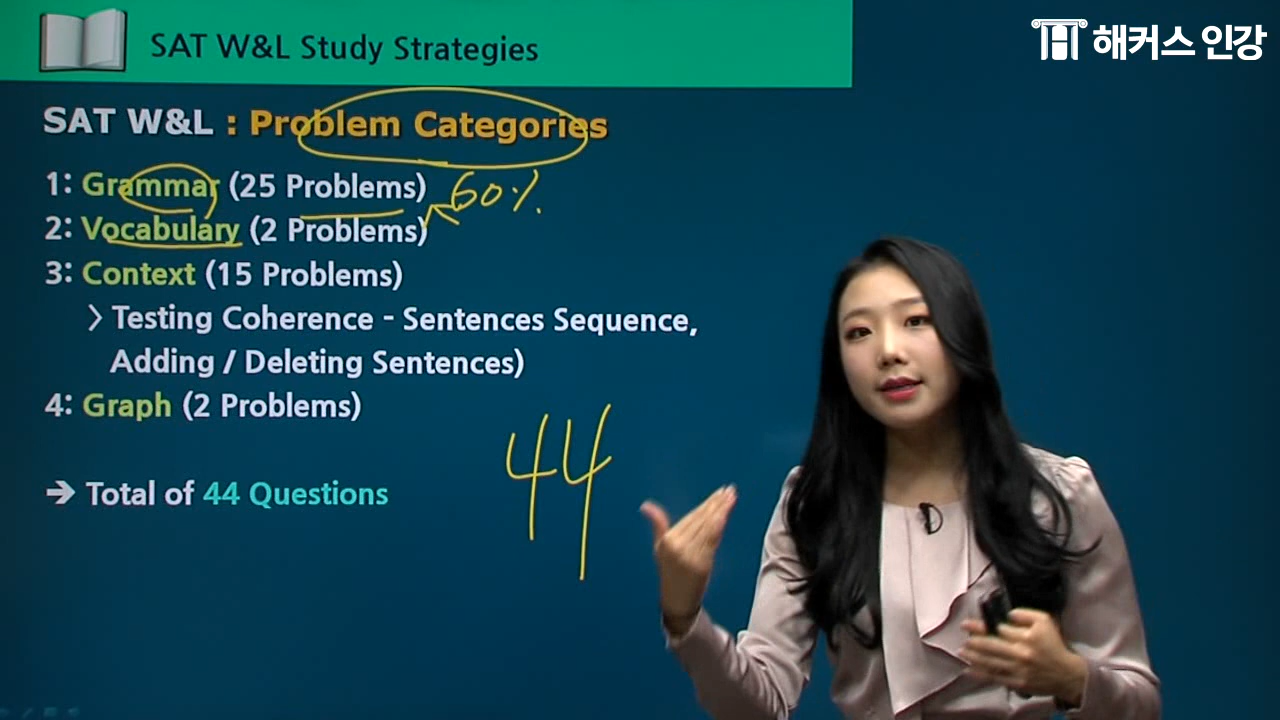 SAT W&L Study Strategies
해커스 인강
SAT W&L : Problem Categories
1: Grammar (25 Problems) 60%
2: Vocabulary (2 Problems)
3: Context (15 Problems)
> Testing Coherence - Sentences Sequence,
Adding / Deleting Sentences)
4: Graph (2 Problems)
44
→ Total of 44 Questions